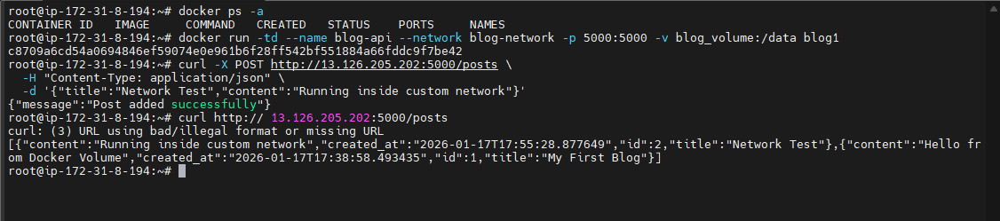 root@ip-172-31-8-194:~# docker ps -a
CONTAINER ID   IMAGE     COMMAND   CREATED   STATUS    PORTS     NAMES
root@ip-172-31-8-194:~# docker run -td --name blog-api --network blog-network -p 5000:5000 -v blog_volume:/data blog1
c8709a6cd54a0694846ef59074e0e961b6f28ff542bf551884a66fddc9f7be42
root@ip-172-31-8-194:~# curl -X POST http://13.126.205.202:5000/posts \
  -H "Content-Type: application/json" \
  -d '{"title":"Network Test","content":"Running inside custom network"}'
{"message":"Post added successfully"}
root@ip-172-31-8-194:~# curl http:// 13.126.205.202:5000/posts
curl: (3) URL using bad/illegal format or missing URL
[{"content":"Running inside custom network","created_at":"2026-01-17T17:55:28.877649","id":2,"title":"Network Test"},{"content":"Hello fr
om Docker Volume","created_at":"2026-01-17T17:38:58.493435","id":1,"title":"My First Blog"}]
root@ip-172-31-8-194:~#